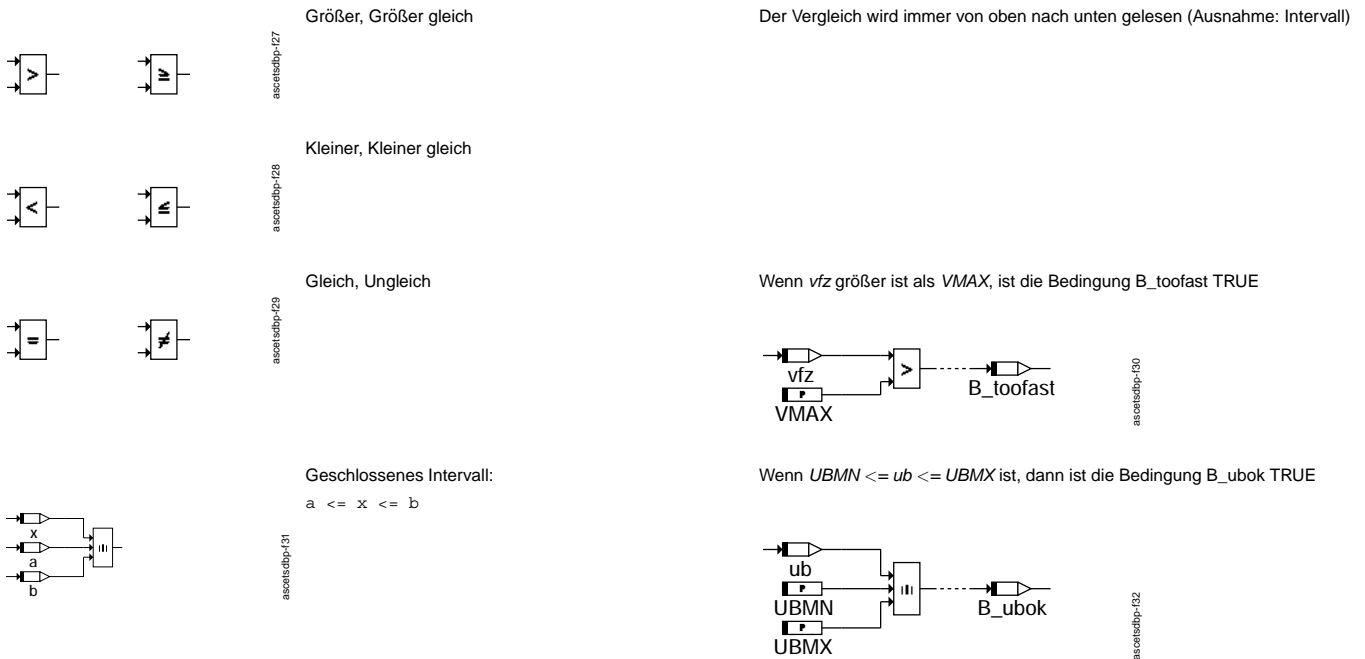 Größer, Größer gleich
Der Vergleich wird immer von oben nach unten gelesen (Ausnahme: Intervall)
>
≥
ascetsdbp-f27
Kleiner, Kleiner gleich
<
≤
ascetsdbp-f28
Gleich, Ungleich
Wenn vfz größer ist als VMAX, ist die Bedingung B_toofast TRUE
=
≠
ascetsdbp-f29
vfz
>
B_toofast
P
VMAX
ascetsdbp-f30
Geschlossenes Intervall:
Wenn UBMN <= ub <= UBMX ist, dann ist die Bedingung B_ubok TRUE
a <= x <= b
x
a
b
ascetsdbp-f31
ub
P
UBMN
B_ubok
P
UBMX
ascetsdbp-f32